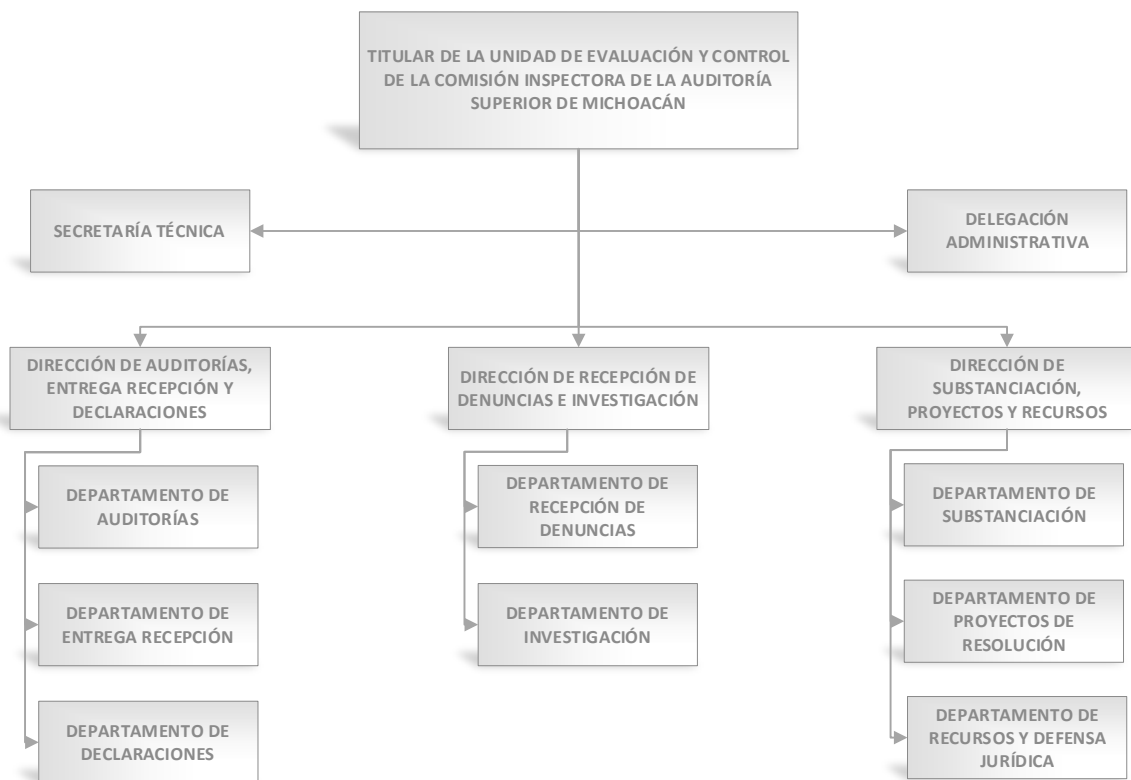 TITULAR DE LA UNIDAD DE EVALUACIÓN Y CONTROL
DE LA COMISIÓN INSPECTORA DE LA AUDITORÍA
SUPERIOR DE MICHOACÁN
SECRETARÍA TÉCNICA
DELEGACIÓN
ADMINISTRATIVA
DIRECCIÓN DE AUDITORÍAS,
ENTREGA RECEPCIÓN Y
DECLARACIONES
DEPARTAMENTO DE
AUDITORÍAS
DEPARTAMENTO DE
ENTREGA RECEPCIÓN
DEPARTAMENTO DE
DECLARACIONES
DIRECCIÓN DE RECEPCIÓN DE
DENUNCIAS E INVESTIGACIÓN
DEPARTAMENTO DE
RECEPCIÓN DE
DENUNCIAS
DEPARTAMENTO DE
INVESTIGACIÓN
DIRECCIÓN DE
SUBSTANCIACIÓN,
PROYECTOS Y RECURSOS
DEPARTAMENTO DE
SUBSTANCIACIÓN
DEPARTAMENTO DE
PROYECTOS DE
RESOLUCIÓN
DEPARTAMENTO DE
RECURSOS Y DEFENSA
JURÍDICA